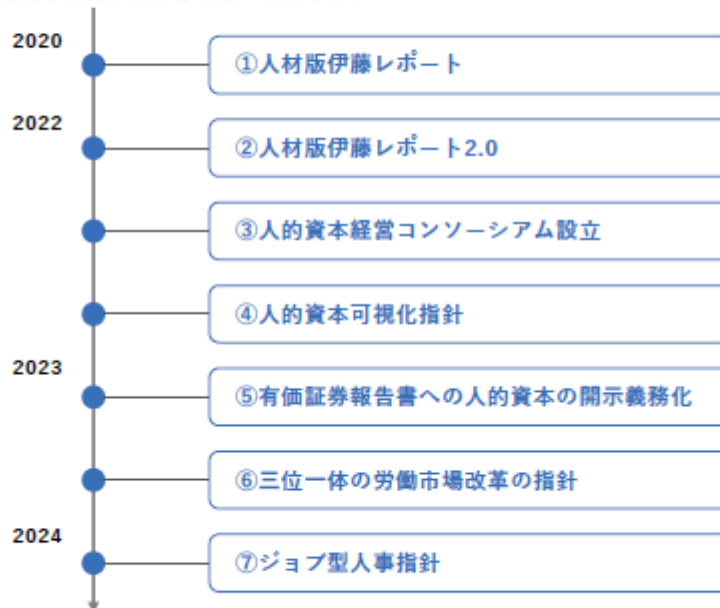 2020
①人材版伊藤レポート
2022
②人材版伊藤レポート2.0
③人的資本経営コンソーシアム設立
④人的資本可視化指針
2023
⑤有価証券報告書への人的資本の開示義務化
⑥三位一体の労働市場改革の指針
2024
⑦ジョブ型人事指針